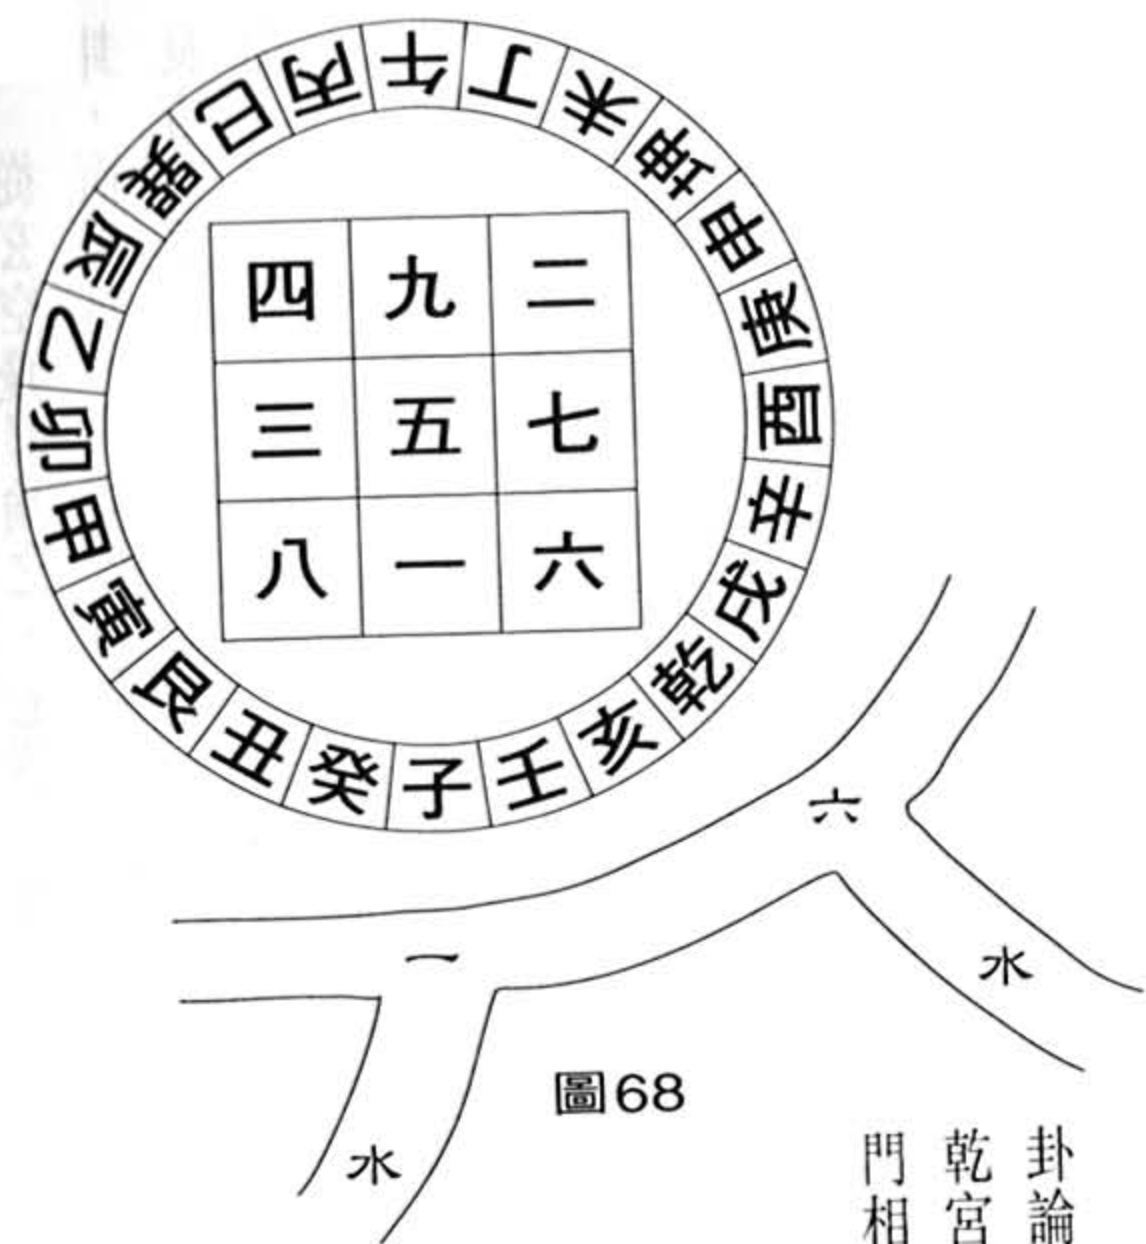 午丁未坤申庚酉辛戌乾亥壬子癸丑艮寅甲卯乙辰巽巳丙
四 九 二
三 五 七
八 一 六
六
一
水
水
圖68
卦論
乾宮
門相